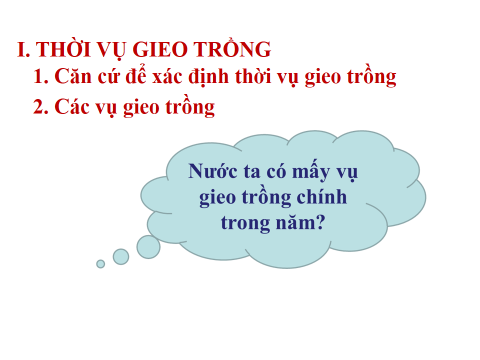 I. THỜI VỤ GIEO TRỒNG
1. Căn cứ để xác định thời vụ gieo trồng
2. Các vụ gieo trồng
Nước ta có mấy vụ
gieo trồng chính
trong năm?